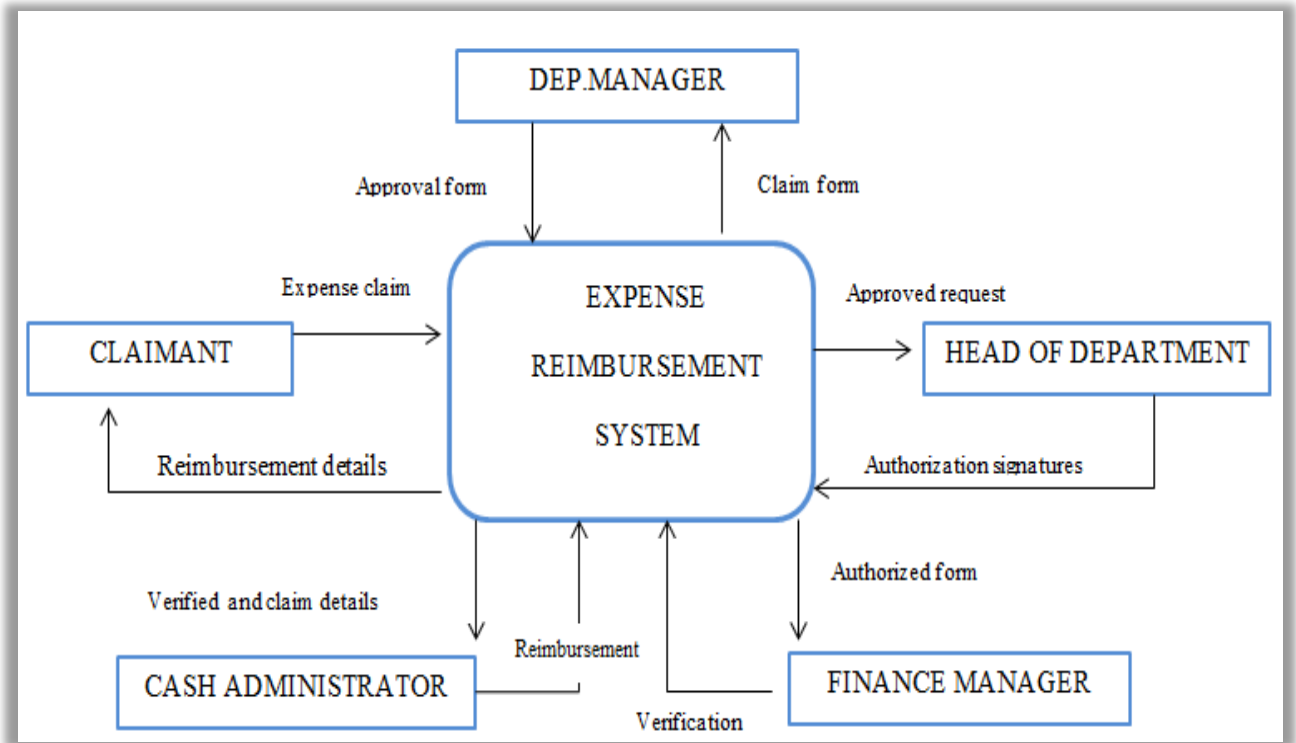 DEP.MANAGER
Approval form
Claim form
Expense claim
EXPENSE
REIMBURSEMENT
SYSTEM
Approved request
CLAIMANT
HEAD OF DEPARTMENT
Reimbursement details
Authorization signatures
Authorized form
Verified and claim details
Reimbursement
CASH ADMINISTRATOR
FINANCE MANAGER
Verification